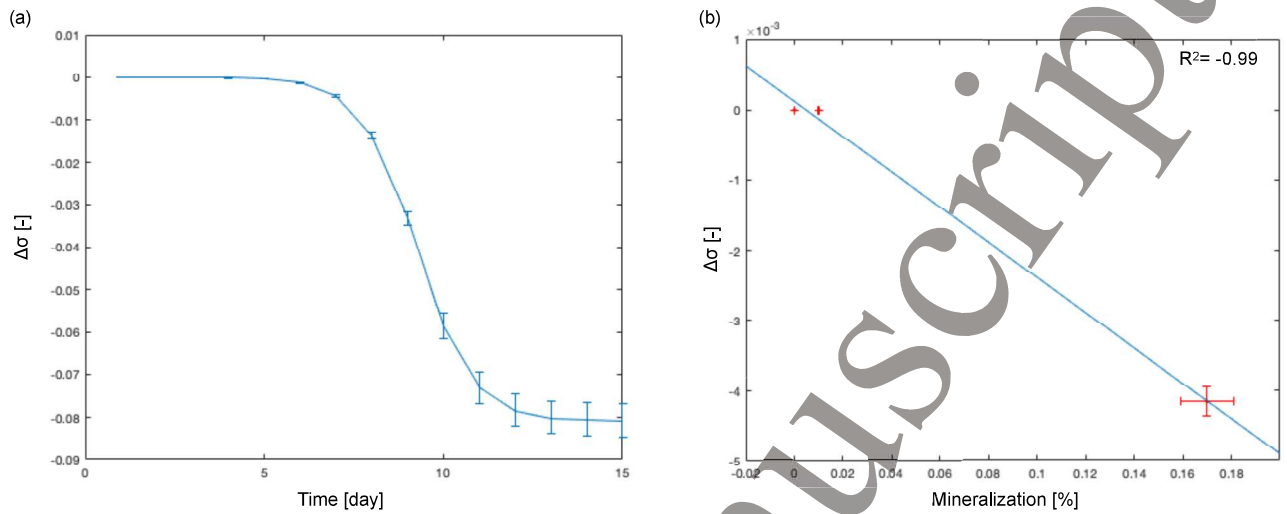 (a)
0.01
0
-0.01
-0.02
-0.03
-0.04
-0.05
-0.06
-0.07
-0.08
-0.09
Δσ [-]
0 5 10 15
Time [day]
(b)
×10⁻³
1
0
-1
-2
-3
-4
-5
Δσ [-]
R²= -0.99
-0.02 0 0.02 0.04 0.06 0.08 0.1 0.12 0.14 0.16 0.18
Mineralization [%]
uscript